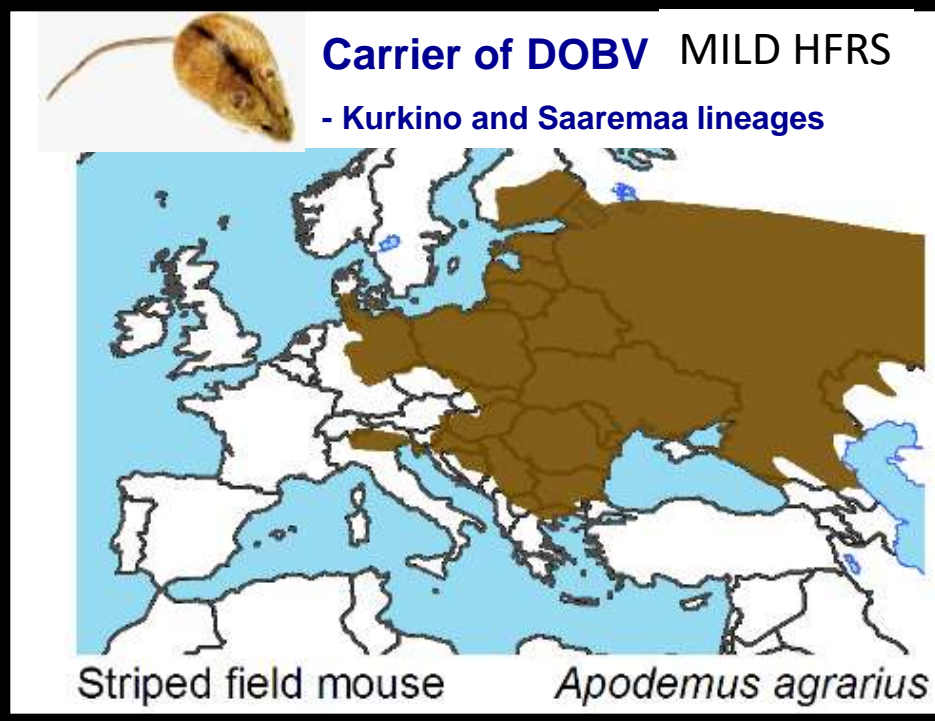 Carrier of DOBV MILD HFRS
- Kurkino and Saaremaa lineages
Striped field mouse Apodemus agrarius